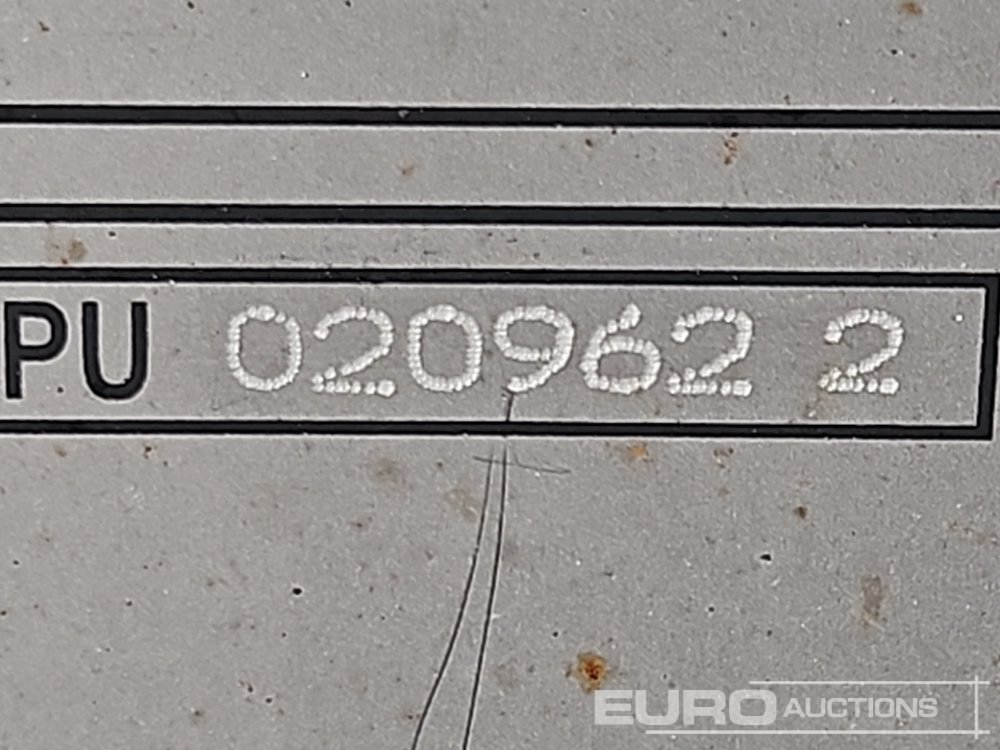 PU 020962 2
EURO AUCTIONS